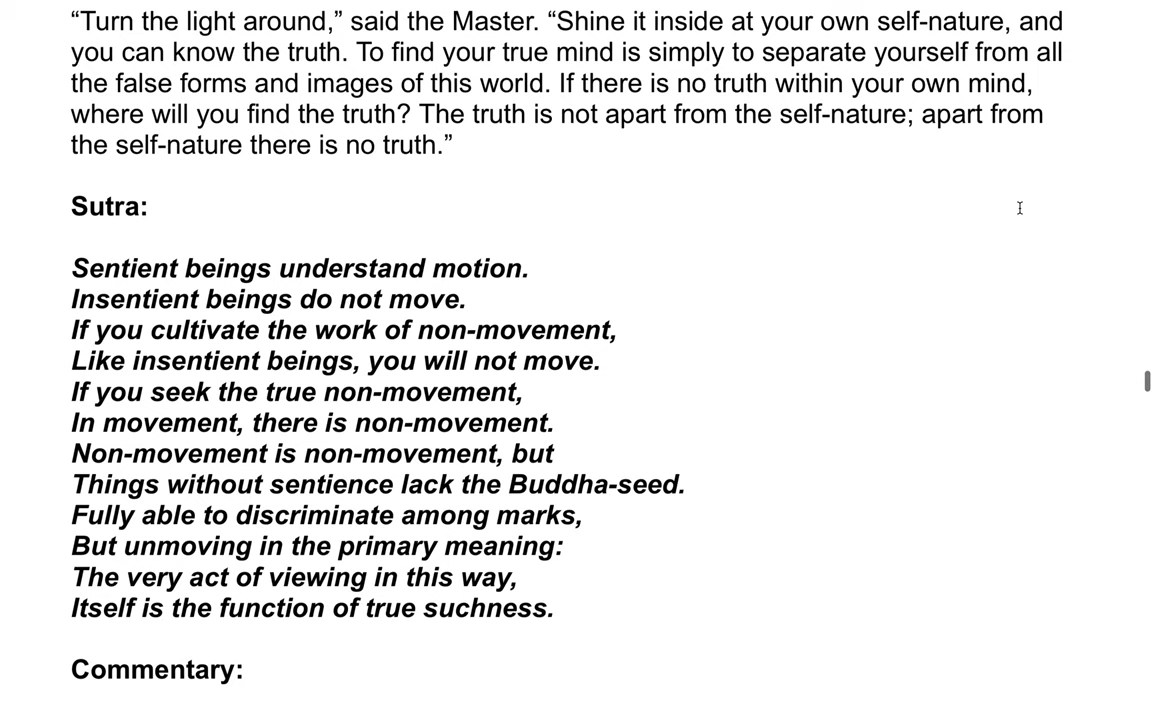 “Turn the light around,” said the Master. “Shine it inside at your own self-nature, and
you can know the truth. To find your true mind is simply to separate yourself from all
the false forms and images of this world. If there is no truth within your own mind,
where will you find the truth? The truth is not apart from the self-nature; apart from
the self-nature there is no truth.”
Sutra:
Sentient beings understand motion.
Insentient beings do not move.
If you cultivate the work of non-movement,
Like insentient beings, you will not move.
If you seek the true non-movement,
In movement, there is non-movement.
Non-movement is non-movement, but
Things without sentience lack the Buddha-seed.
Fully able to discriminate among marks,
But unmoving in the primary meaning:
The very act of viewing in this way,
Itself is the function of true suchness.
Commentary: